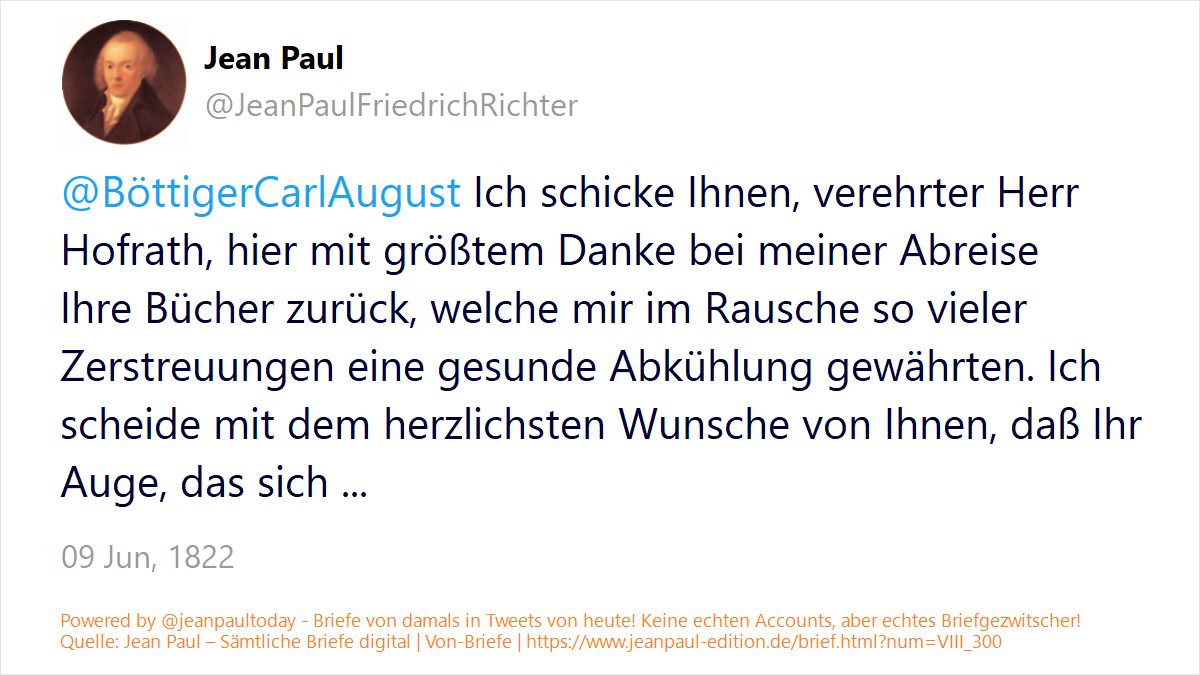 Jean Paul
@JeanPaulFriedrichRichter
@BöttigerCarlAugust Ich schicke Ihnen, verehrter Herr
Hofrath, hier mit größtem Danke bei meiner Abreise
Ihre Bücher zurück, welche mir im Rausche so vieler
Zerstreuungen eine gesunde Abkühlung gewährten. Ich
scheide mit dem herzlichsten Wunsche von Ihnen, daß Ihr
Auge, das sich ...
09 Jun, 1822
Powered by @jeanpaultoday - Briefe von damals in Tweets von heute! Keine echten Accounts, aber echtes Briefgezwitscher!
Quelle: Jean Paul – Sämtliche Briefe digital | Von-Briefe | https://www.jeanpaul-edition.de/brief.html?num=VIII_300